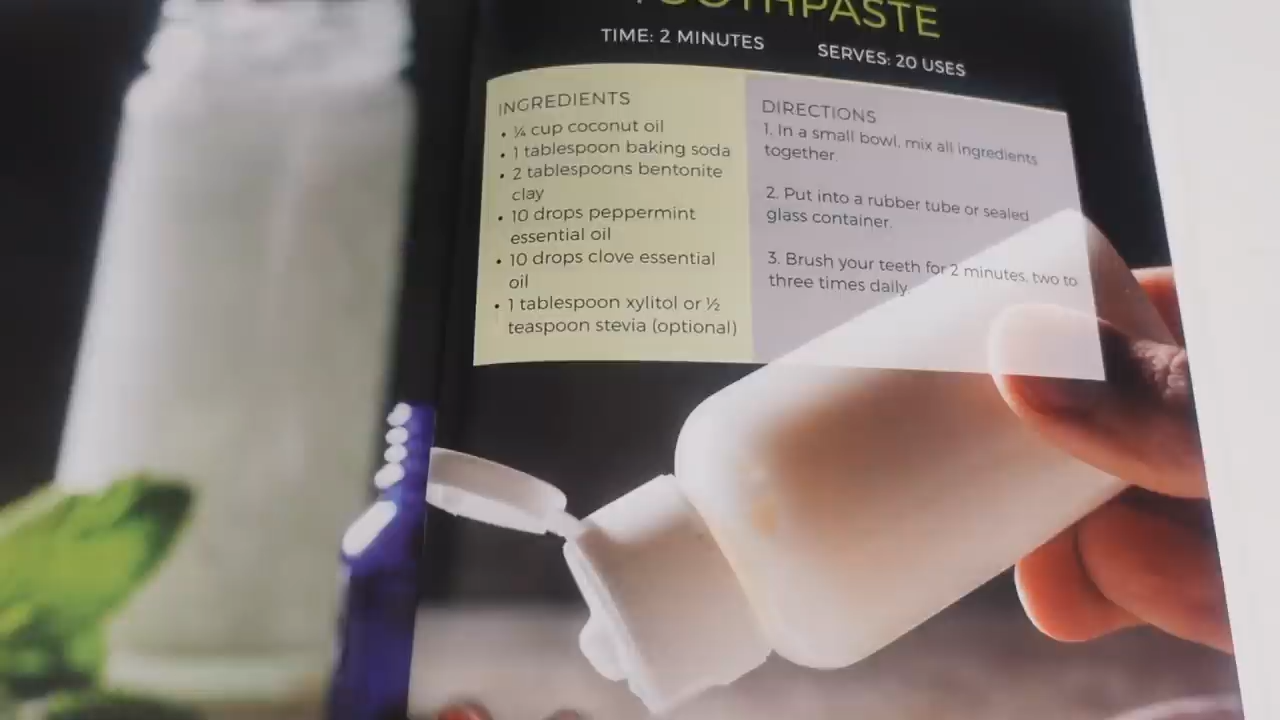 TOOTHPASTE
TIME: 2 MINUTES
SERVES: 20 USES
INGREDIENTS
• ¼ cup coconut oil
• 1 tablespoon baking soda
• 2 tablespoons bentonite
clay
• 10 drops peppermint
essential oil
• 10 drops clove essential
oil
• 1 tablespoon xylitol or ½
teaspoon stevia (optional)
DIRECTIONS
1. In a small bowl, mix all ingredients
together.
2. Put into a rubber tube or sealed
glass container.
3. Brush your teeth for 2 minutes, two to
three times daily.